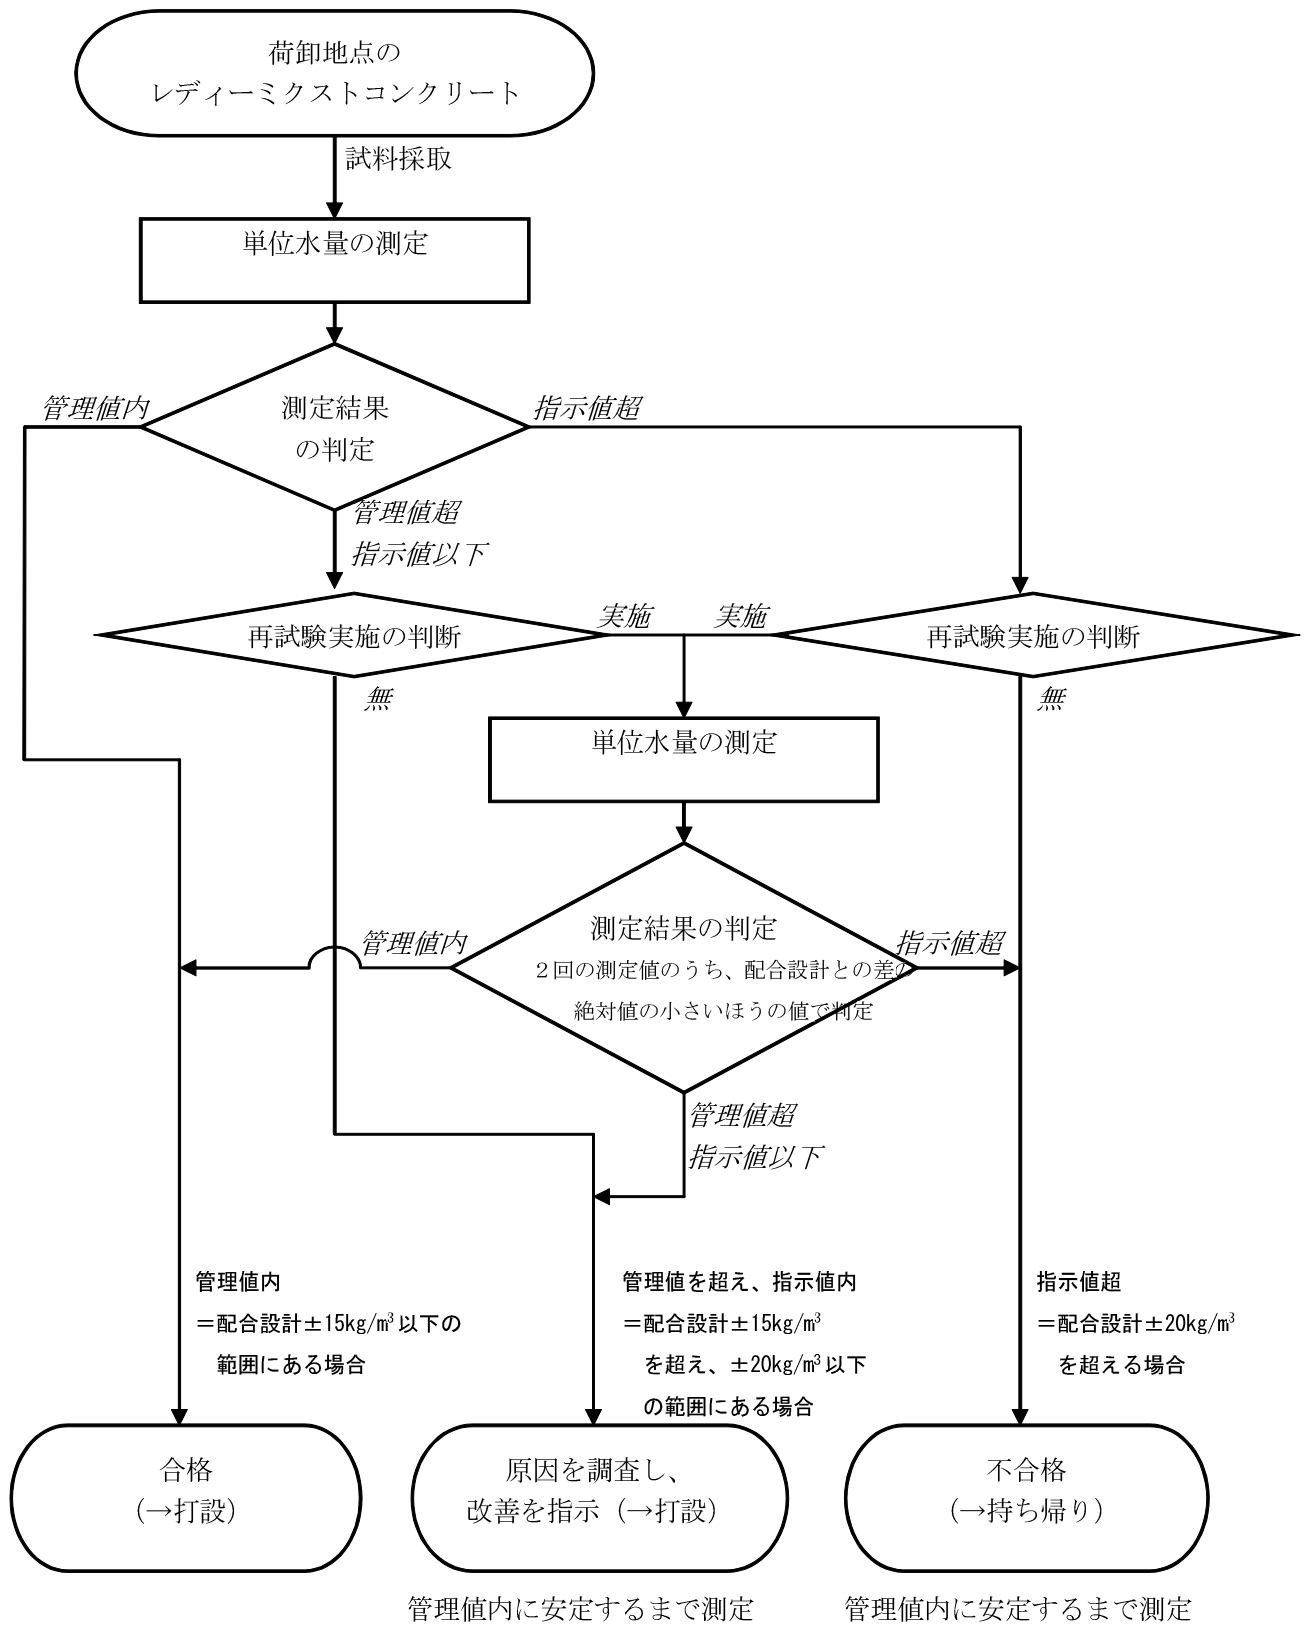 荷卸地点の
レディーミクストコンクリート
試料採取
単位水量の測定
管理値内
測定結果
の判定
指示値超
管理値超
指示値以下
再試験実施の判断
実施
実施
再試験実施の判断
無
無
単位水量の測定
管理値内
測定結果の判定
２回の測定値のうち、配合設計との差の
絶対値の小さいほうの値で判定
指示値超
管理値超
指示値以下
管理値内
＝配合設計±15kg/m³以下の
範囲にある場合
管理値を超え、指示値内
＝配合設計±15kg/m³
を超え、±20kg/m³以下
の範囲にある場合
指示値超
＝配合設計±20kg/m³
を超える場合
合格
（→打設）
原因を調査し、
改善を指示（→打設）
不合格
（→持ち帰り）
管理値内に安定するまで測定
管理値内に安定するまで測定